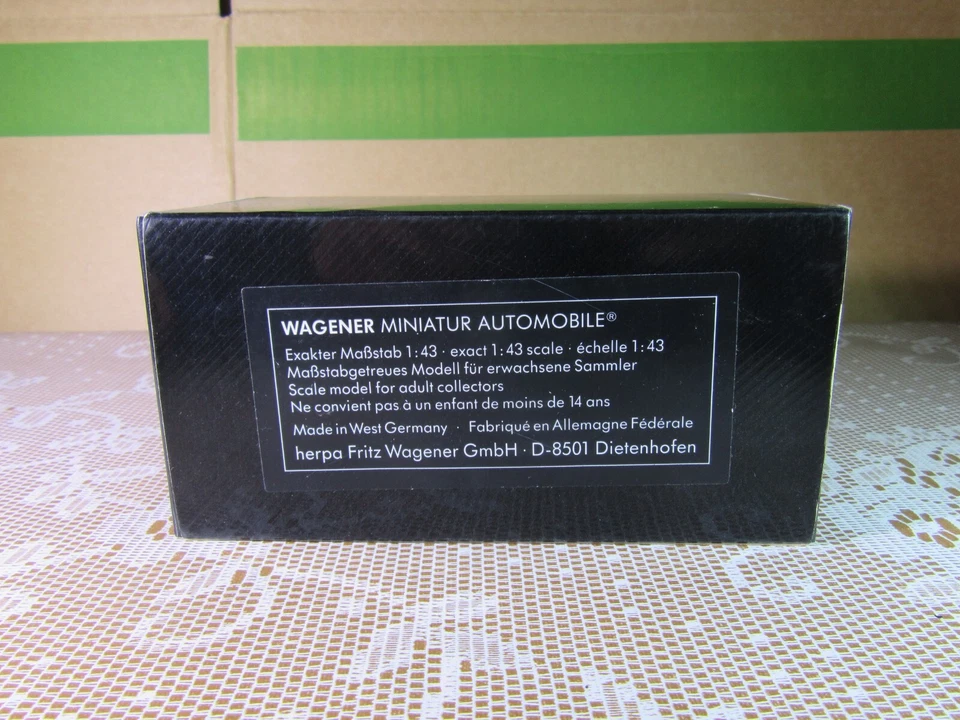 WAGENER MINIATUR AUTOMOBILE®
Exakter Maßstab 1:43 · exact 1:43 scale · échelle 1:43
Maßstabgetreues Modell für erwachsene Sammler
Scale model for adult collectors
Ne convient pas à un enfant de moins de 14 ans
Made in West Germany · Fabriqué en Allemagne Fédérale
herpa Fritz Wagener GmbH · D-8501 Dietenhofen